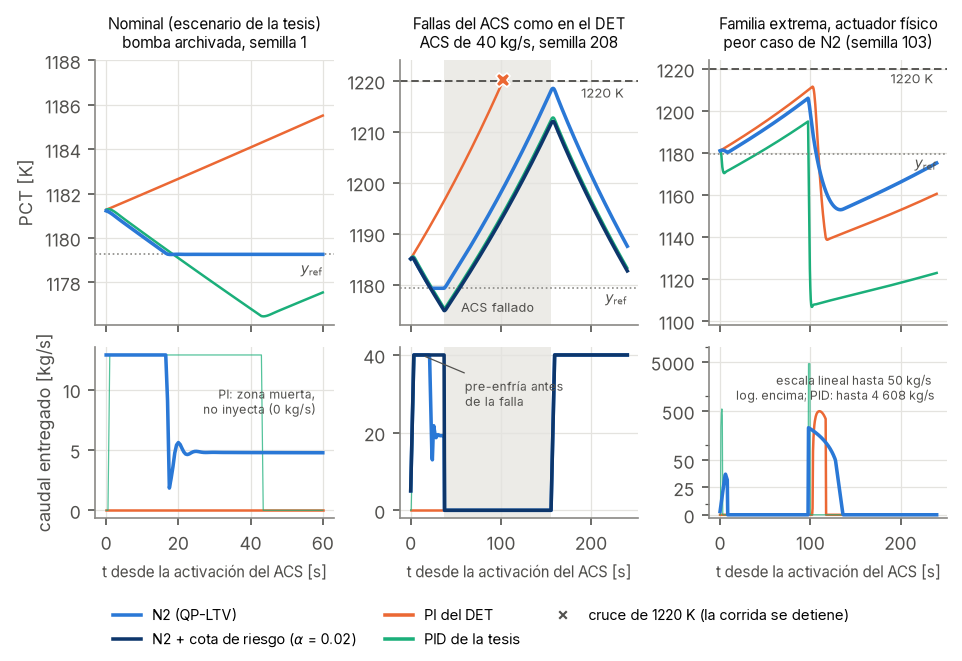 Nominal (escenario de la tesis)
bomba archivada, semilla 1
Fallas del ACS como en el DET
ACS de 40 kg/s, semilla 208
Familia extrema, actuador físico
peor caso de N2 (semilla 103)
PCT [K]
1188
1186
1184
1182
1180
1178
y_ref
1220
1210
1200
1190
1180
1220 K
ACS fallado
y_ref
1220
1200
1180
1160
1140
1120
1100
1220 K
y_ref
caudal entregado [kg/s]
10
5
0
PI: zona muerta,
no inyecta (0 kg/s)
0 20 40 60
t desde la activación del ACS [s]
40
20
0
pre-enfría antes
de la falla
0 100 200
t desde la activación del ACS [s]
5000
500
50
25
0
escala lineal hasta 50 kg/s
log. encima; PID: hasta 4 608 kg/s
0 100 200
t desde la activación del ACS [s]
N2 (QP-LTV)
N2 + cota de riesgo (α = 0.02)
PI del DET
PID de la tesis
cruce de 1220 K (la corrida se detiene)